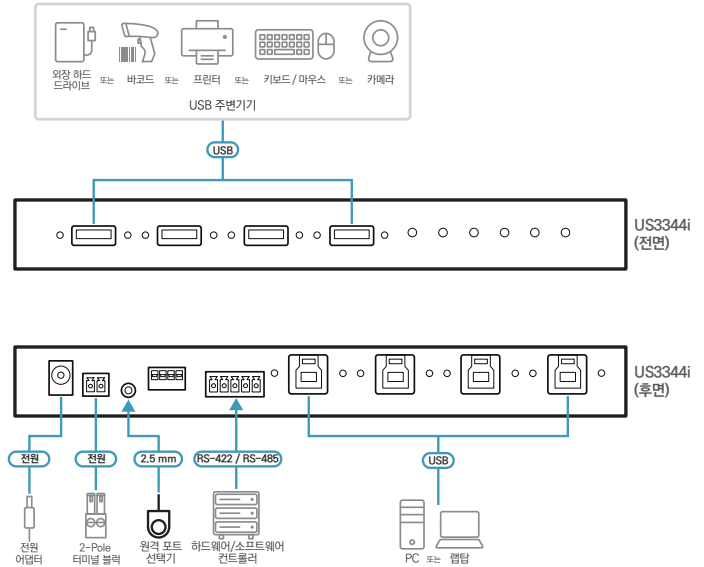 외장 하드
드라이브
또는
바코드
또는
프린터
또는
키보드 / 마우스
또는
카메라
USB 주변기기
USB
US3344i
(전면)
US3344i
(후면)
전원
전원
2.5 mm
RS-422 / RS-485
USB
전원
어댑터
2-Pole
터미널 블럭
원격 포트
선택기
하드웨어/소프트웨어
컨트롤러
PC 또는 랩탑